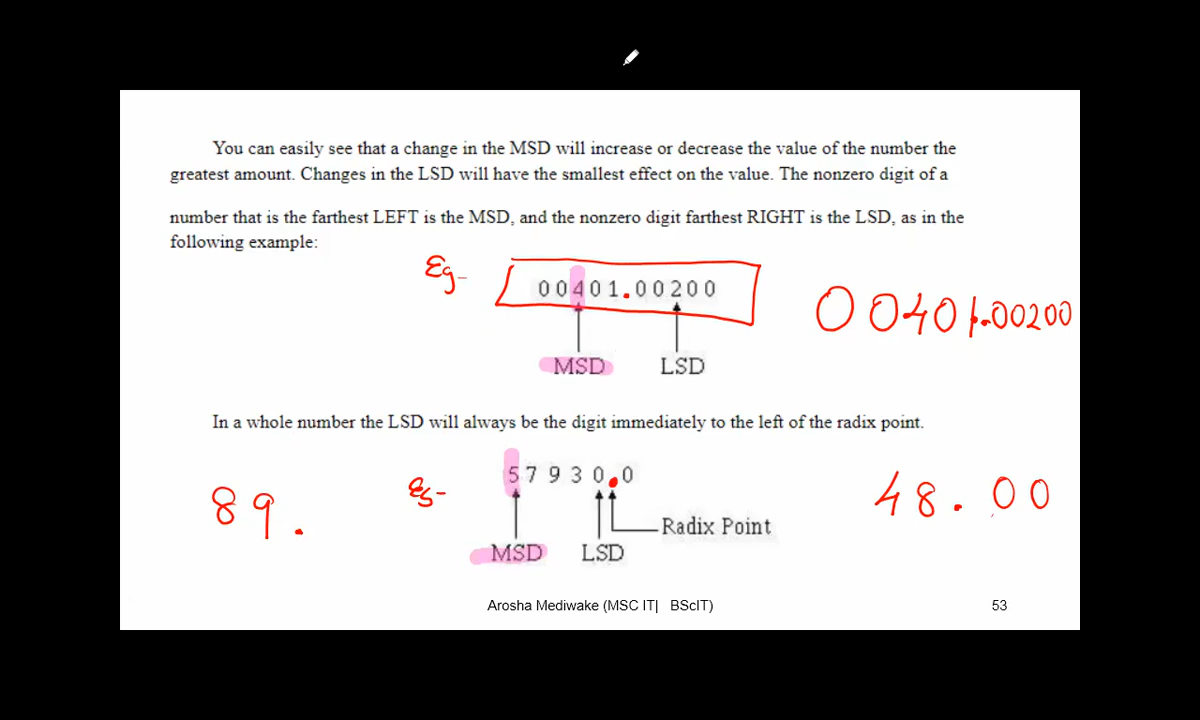 You can easily see that a change in the MSD will increase or decrease the value of the number the
greatest amount. Changes in the LSD will have the smallest effect on the value. The nonzero digit of a
number that is the farthest LEFT is the MSD, and the nonzero digit farthest RIGHT is the LSD, as in the
following example:
Eg-
00401.00200
00401.00200
MSD LSD
In a whole number the LSD will always be the digit immediately to the left of the radix point.
89.
Eg-
57930.0
48.00
Radix Point
MSD LSD
Arosha Mediwake (MSC IT| BScIT)
53